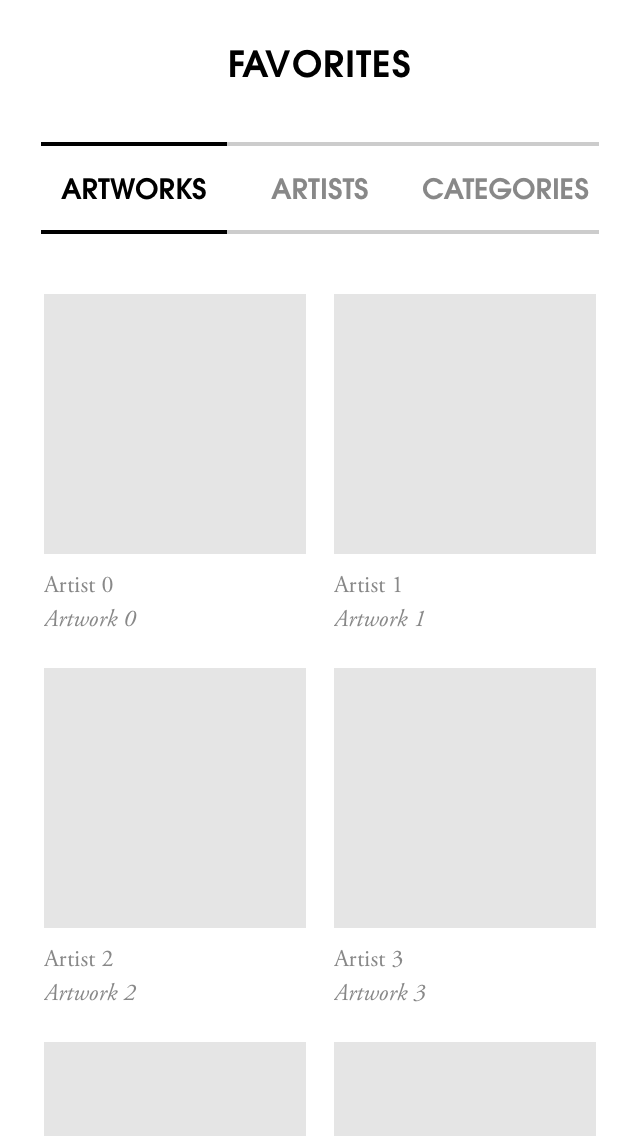 FAVORITES
ARTWORKS ARTISTS CATEGORIES
Artist 0 Artist 1
Artwork 0 Artwork 1
Artist 2 Artist 3
Artwork 2 Artwork 3